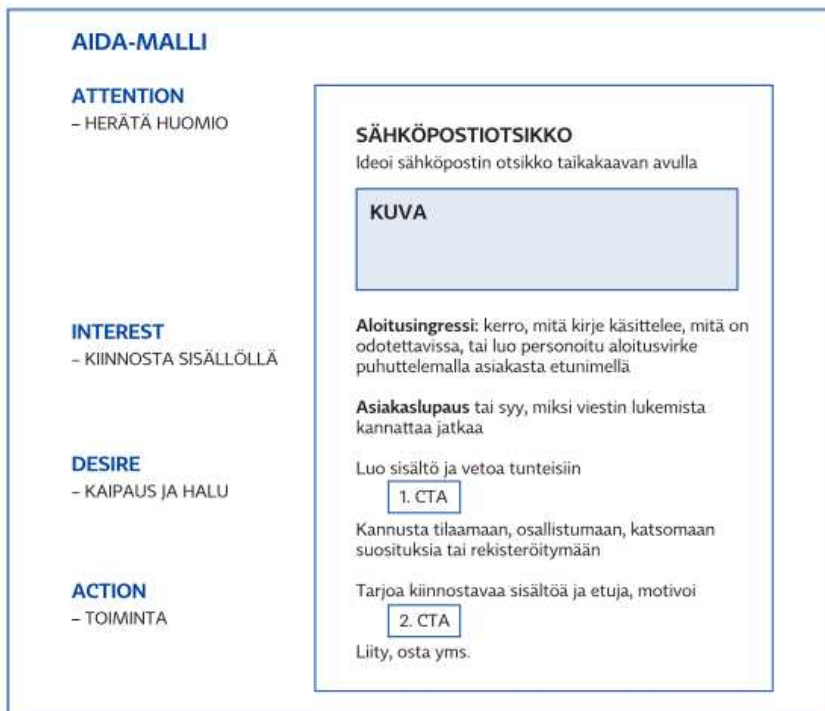 AIDA-MALLI
ATTENTION
– HERÄTÄ HUOMIO
SÄHKÖPOSTIOTSIKKO
Ideoi sähköpostin otsikko taikakaavan avulla
KUVA
INTEREST
– KIINNOSTA SISÄLLÖLLÄ
Aloitusingressi: kerro, mitä kirje käsittelee, mitä on
odotettavissa, tai luo personoitu aloitusvirke
puhuttelemalla asiakasta etunimellä
Asiakaslupaus tai syy, miksi viestin lukemista
kannattaa jatkaa
DESIRE
– KAIPAUS JA HALU
Luo sisältö ja vetoa tunteisiin
1. CTA
Kannusta tilaamaan, osallistumaan, katsomaan
suosituksia tai rekisteröitymään
ACTION
– TOIMINTA
Tarjoa kiinnostavaa sisältöä ja etuja, motivoi
2. CTA
Liity, osta yms.